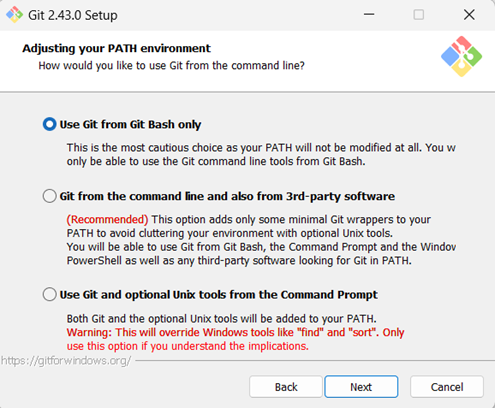 Git 2.43.0 Setup
Adjusting your PATH environment
How would you like to use Git from the command line?
Use Git from Git Bash only
This is the most cautious choice as your PATH will not be modified at all. You w
only be able to use the Git command line tools from Git Bash.
Git from the command line and also from 3rd-party software
(Recommended) This option adds only some minimal Git wrappers to your
PATH to avoid cluttering your environment with optional Unix tools.
You will be able to use Git from Git Bash, the Command Prompt and the Window
PowerShell as well as any third-party software looking for Git in PATH.
Use Git and optional Unix tools from the Command Prompt
Both Git and the optional Unix tools will be added to your PATH.
Warning: This will override Windows tools like "find" and "sort". Only
use this option if you understand the implications.
https://gitforwindows.org/
Back Next Cancel